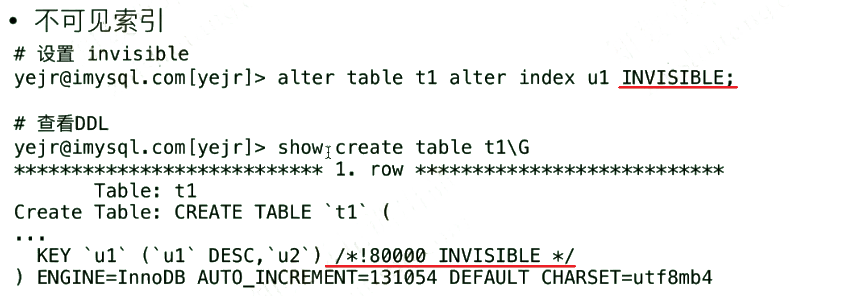 • 不可见索引
# 设置 invisible
yejr@imysql.com[yejr]> alter table t1 alter index u1 INVISIBLE;
# 查看DDL
yejr@imysql.com[yejr]> show create table t1\G
*************************** 1. row ***************************
Table: t1
Create Table: CREATE TABLE `t1` (
...
KEY `u1` (`u1` DESC,`u2`) /*!80000 INVISIBLE */
) ENGINE=InnoDB AUTO_INCREMENT=131054 DEFAULT CHARSET=utf8mb4